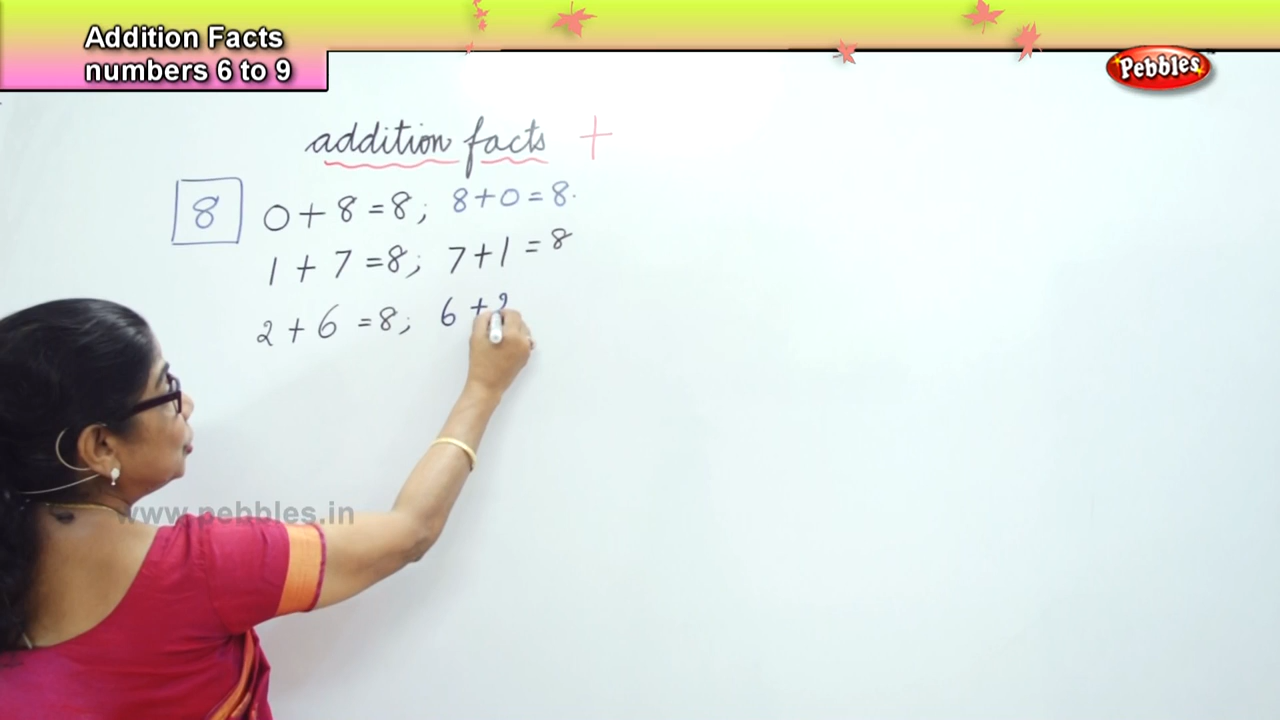 Addition Facts
numbers 6 to 9
Pebbles
addition facts +
8
0 + 8 = 8; 8 + 0 = 8.
1 + 7 = 8; 7 + 1 = 8
2 + 6 = 8; 6 + 2
www.pebbles.in